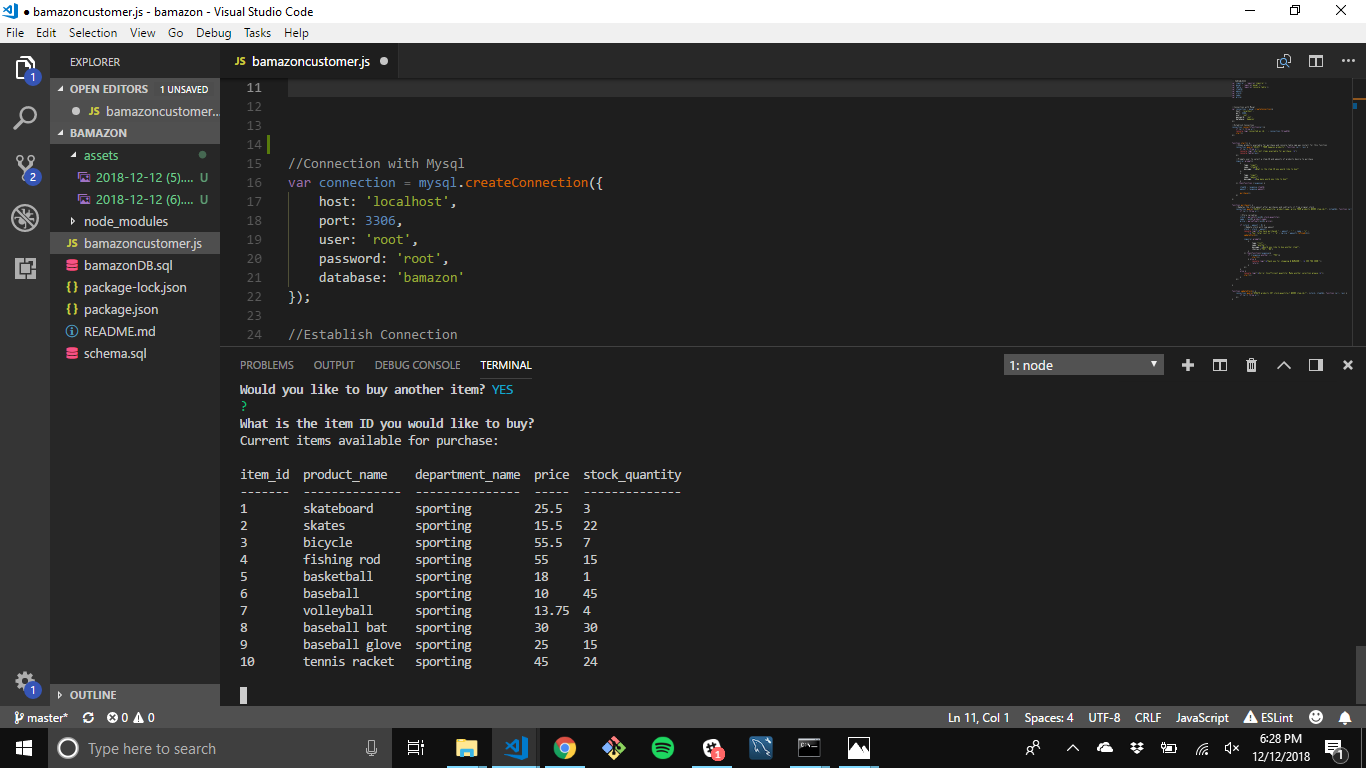 ● bamazoncustomer.js - bamazon - Visual Studio Code
File Edit Selection View Go Debug Tasks Help
EXPLORER
OPEN EDITORS 1 UNSAVED
● JS bamazoncustomer...
BAMAZON
assets
2018-12-12 (5).... U
2018-12-12 (6).... U
node_modules
JS bamazoncustomer.js
bamazonDB.sql
{} package-lock.json
{} package.json
README.md
schema.sql
OUTLINE
1
2
1
JS bamazoncustomer.js ●
11
12
13
14
15 //Connection with Mysql
16 var connection = mysql.createConnection({
17 host: 'localhost',
18 port: 3306,
19 user: 'root',
20 password: 'root',
21 database: 'bamazon'
22 });
23
24 //Establish Connection
PROBLEMS OUTPUT DEBUG CONSOLE TERMINAL 1: node
Would you like to buy another item? YES
?
What is the item ID you would like to buy?
Current items available for purchase:
item_id product_name department_name price stock_quantity
------- -------------- --------------- ----- --------------
1 skateboard sporting 25.5 3
2 skates sporting 15.5 22
3 bicycle sporting 55.5 7
4 fishing rod sporting 55 15
5 basketball sporting 18 1
6 baseball sporting 10 45
7 volleyball sporting 13.75 4
8 baseball bat sporting 30 30
9 baseball glove sporting 25 15
10 tennis racket sporting 45 24
master* 0 0 Ln 11, Col 1 Spaces: 4 UTF-8 CRLF JavaScript ESLint
Type here to search 1 6:28 PM 1
12/12/2018